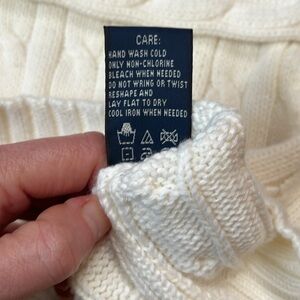 CARE:
HAND WASH COLD
ONLY NON-CHLORINE
BLEACH WHEN NEEDED
DO NOT WRING OR TWIST
RESHAPE AND
LAY FLAT TO DRY
COOL IRON WHEN NEEDED